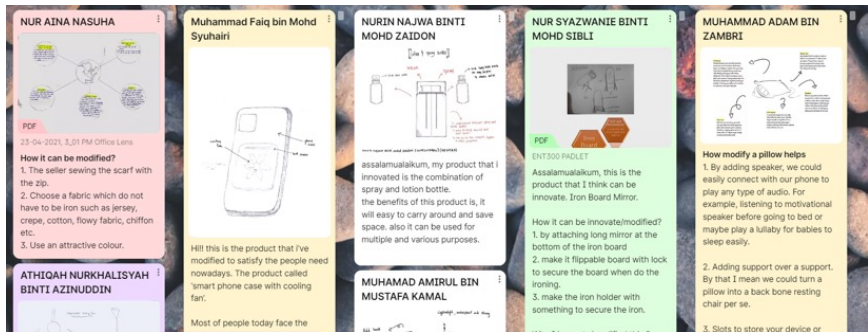 NUR AINA NASUHA
PDF
23-04-2021, 3_01 PM Office Lens
How it can be modified?
1. The seller sewing the scarf with
the zip.
2. Choose a fabric which do not
have to be iron such as jersey,
crepe, cotton, flowy fabric, chiffon
etc.
3. Use an attractive colour.
ATHIQAH NURKHALISYAH
BINTI AZINUDDIN
Muhammad Faiq bin Mohd
Syuhairi
Hi!! this is the product that i've
modified to satisfy the people need
nowadays. The product called
'smart phone case with cooling
fan'.
Most of people today face the
NURIN NAJWA BINTI
MOHD ZAIDON
assalamualaikum, my product that i
innovated is the combination of
spray and lotion bottle.
the benefits of this product is, it
will easy to carry around and save
space. also it can be used for
multiple and various purposes.
MUHAMAD AMIRUL BIN
MUSTAFA KAMAL
NUR SYAZWANIE BINTI
MOHD SIBLI
PDF
ENT300 PADLET
Assalamualaikum, this is the
product that I think can be
innovate. Iron Board Mirror.
How it can be innovate/modified?
1. by attaching long mirror at the
bottom of the iron board
2. make it flippable board with lock
to secure the board when do the
ironing.
3. make the iron holder with
something to secure the iron.
MUHAMMAD ADAM BIN
ZAMBRI
How modify a pillow helps
1. By adding speaker, we could
easily connect with our phone to
play any type of audio. For
example, listening to motivational
speaker before going to bed or
maybe play a lullaby for babies to
sleep easily.
2. Adding support over a support.
By that I mean we could turn a
pillow into a back bone resting
chair per se.
3. Slots to store your device or